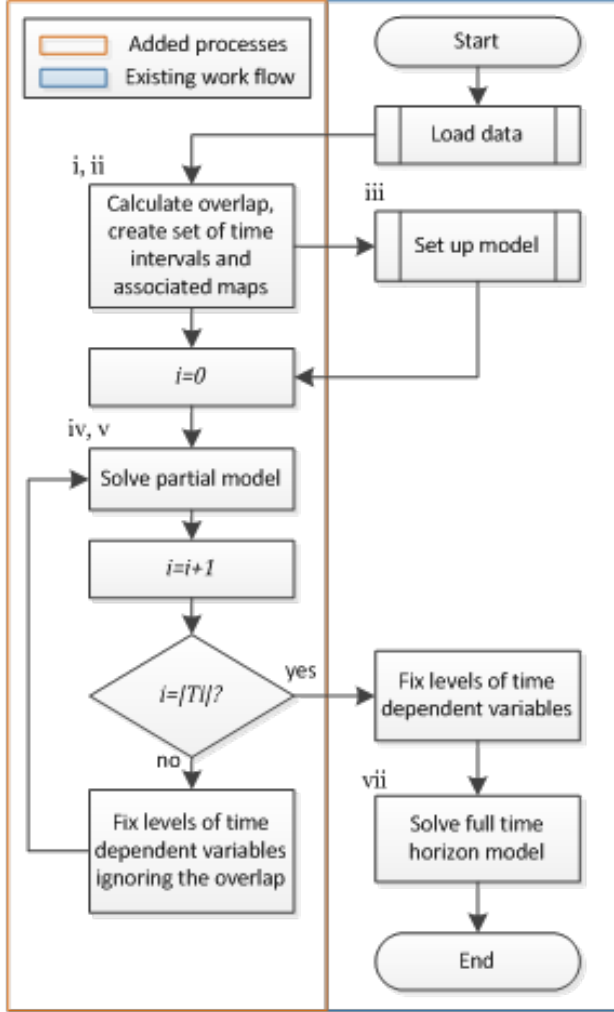 Added processes
Existing work flow
Start
Load data
i, ii
Calculate overlap,
create set of time
intervals and
associated maps
iii
Set up model
i=0
iv, v
Solve partial model
i=i+1
i=|Ti|?
yes
no
Fix levels of time
dependent variables
ignoring the overlap
Fix levels of time
dependent variables
vii
Solve full time
horizon model
End